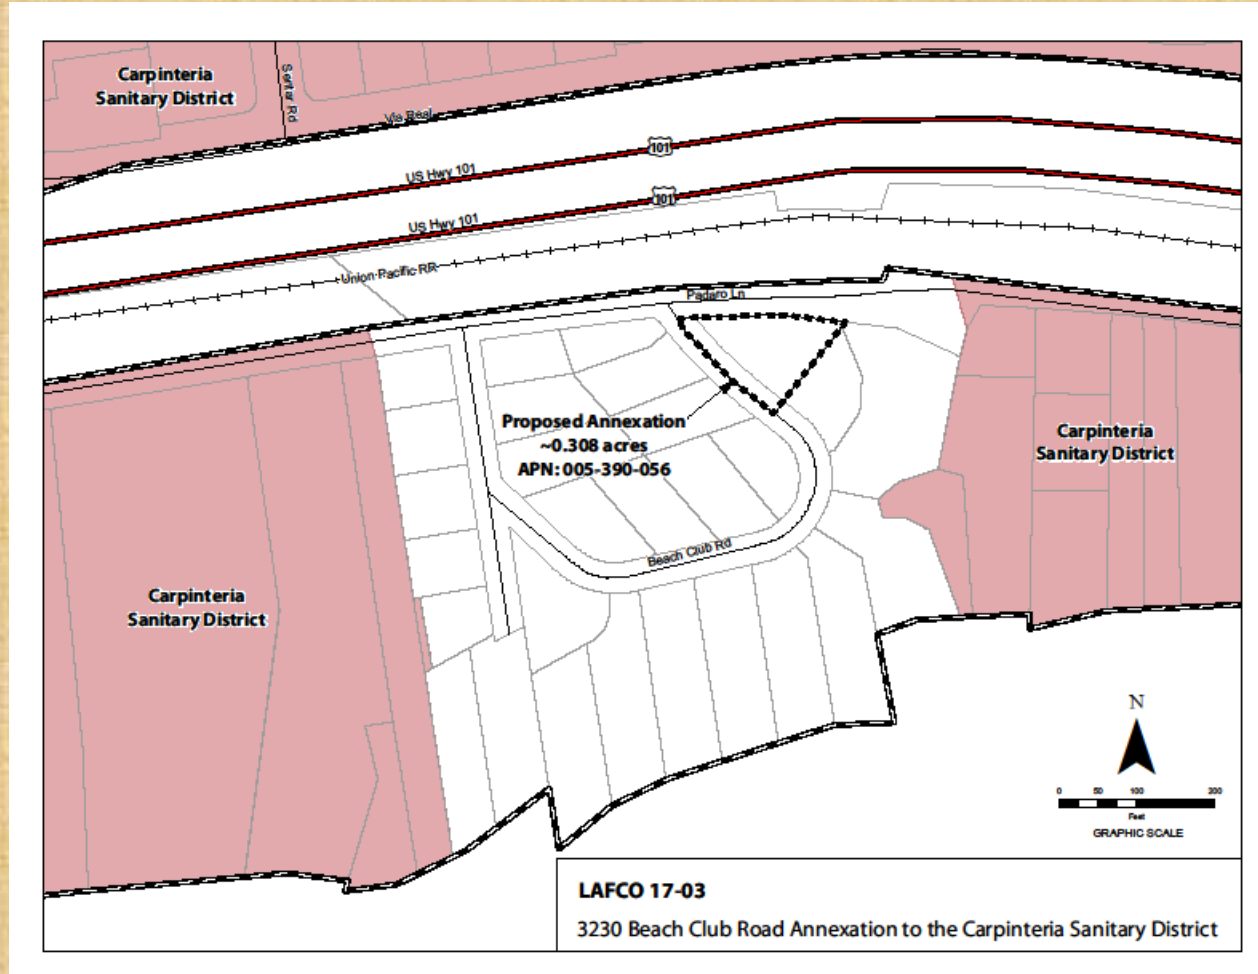 Carpinteria
Sanitary District
Sentar Rd
Via Real
101
US Hwy 101
101
US Hwy 101
Union Pacific RR
Padaro Ln
Proposed Annexation
~0.308 acres
APN: 005-390-056
Carpinteria
Sanitary District
Beach Club Rd
Carpinteria
Sanitary District
N
0 50 100 200
Feet
GRAPHIC SCALE
LAFCO 17-03
3230 Beach Club Road Annexation to the Carpinteria Sanitary District